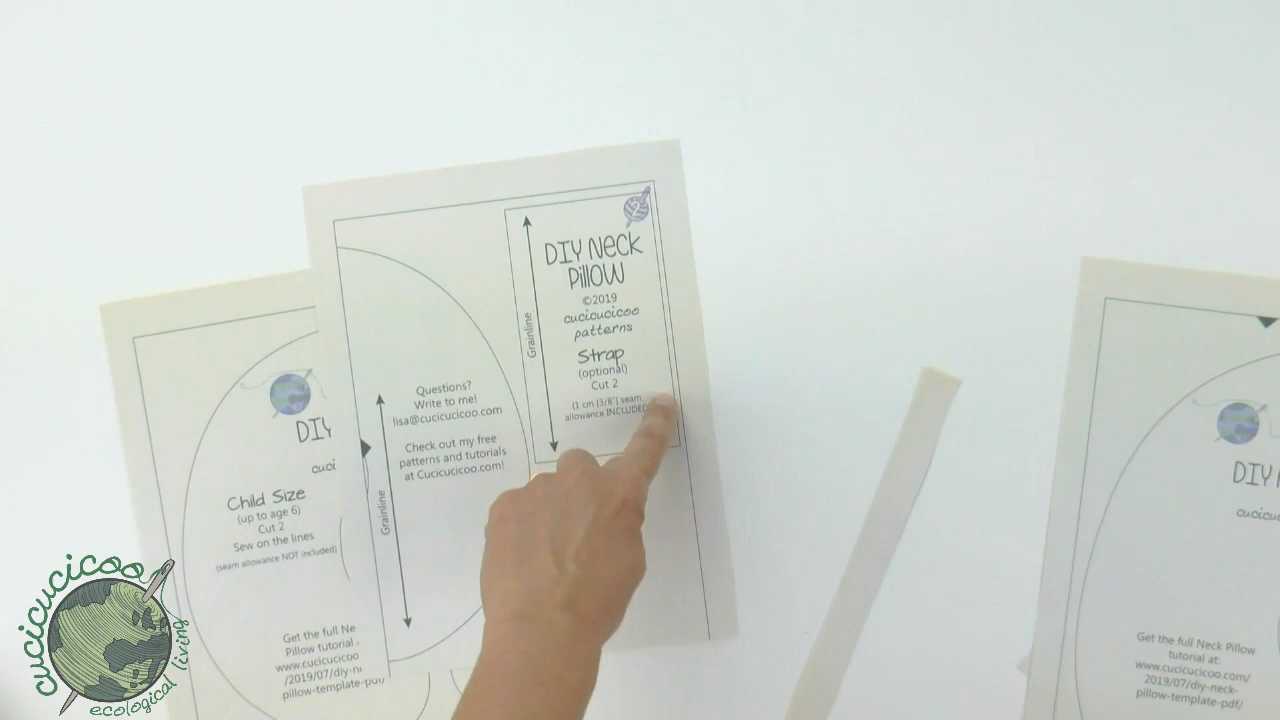 DIY Neck
Pillow
©2019
cucicucicoo
patterns
Strap
(optional)
Cut 2
(1 cm (3/8") seam
allowance INCLUDED
Grainline
Questions?
Write to me!
lisa@cucicucicoo.com
Check out my free
patterns and tutorials
at Cucicucicoo.com!
Grainline
DIY
cuci
Child Size
(up to age 6)
Cut 2
Sew on the lines
(seam allowance NOT included)
Get the full Ne
Pillow tutorial
www.cucicucicoo
/2019/07/diy-n
pillow-template-pdf/
DIY
cucicu
Get the full Neck Pillow
tutorial at:
www.cucicucicoo.com/
2019/07/diy-neck-
pillow-template-pdf/
cucicucicoo
ecological living